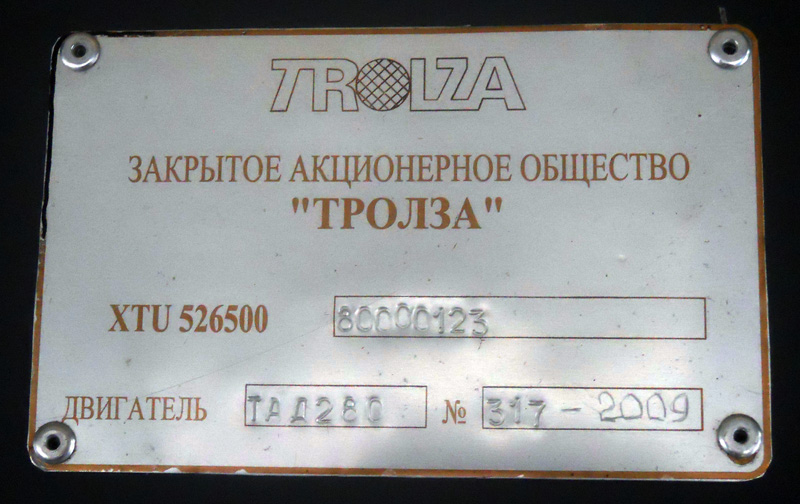 TROLZA
ЗАКРЫТОЕ АКЦИОНЕРНОЕ ОБЩЕСТВО
"ТРОЛЗА"
XTU 526500 80000123
ДВИГАТЕЛЬ ТАД280 № 317-2009